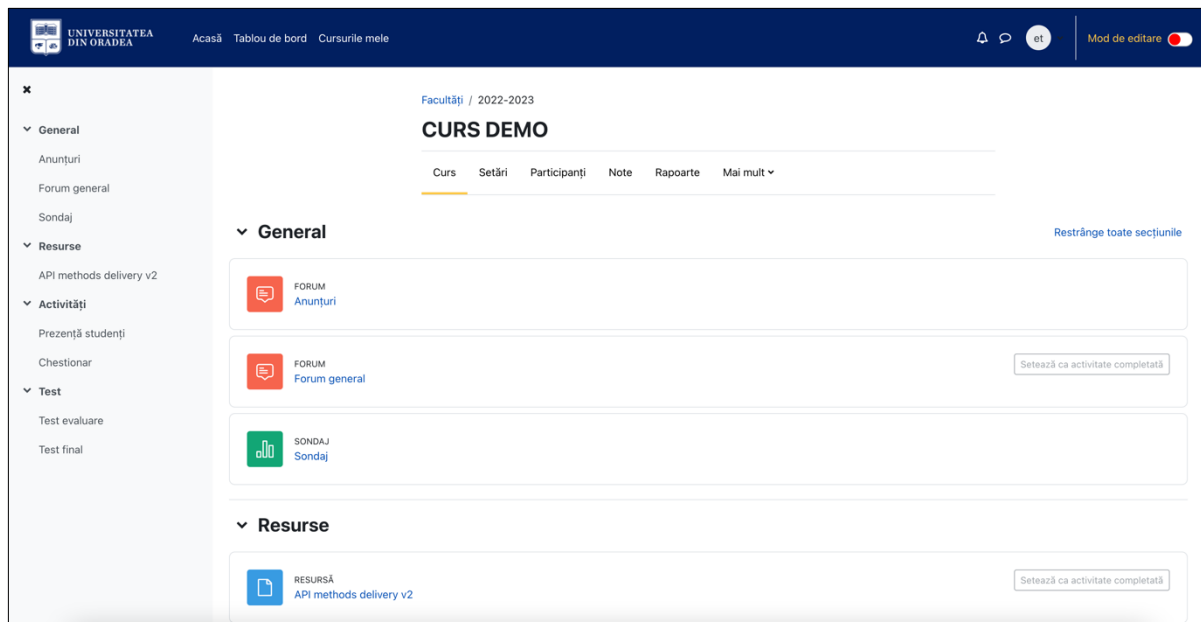 UNIVERSITATEA
DIN ORADEA
Acasă Tablou de bord Cursurile mele
et
Mod de editare
General
Anunțuri
Forum general
Sondaj
Resurse
API methods delivery v2
Activități
Prezență studenți
Chestionar
Test
Test evaluare
Test final
Facultăți / 2022-2023
CURS DEMO
Curs Setări Participanți Note Rapoarte Mai mult
General
Restrânge toate secțiunile
FORUM
Anunțuri
FORUM
Forum general
Setează ca activitate completată
SONDAJ
Sondaj
Resurse
RESURSĂ
API methods delivery v2
Setează ca activitate completată